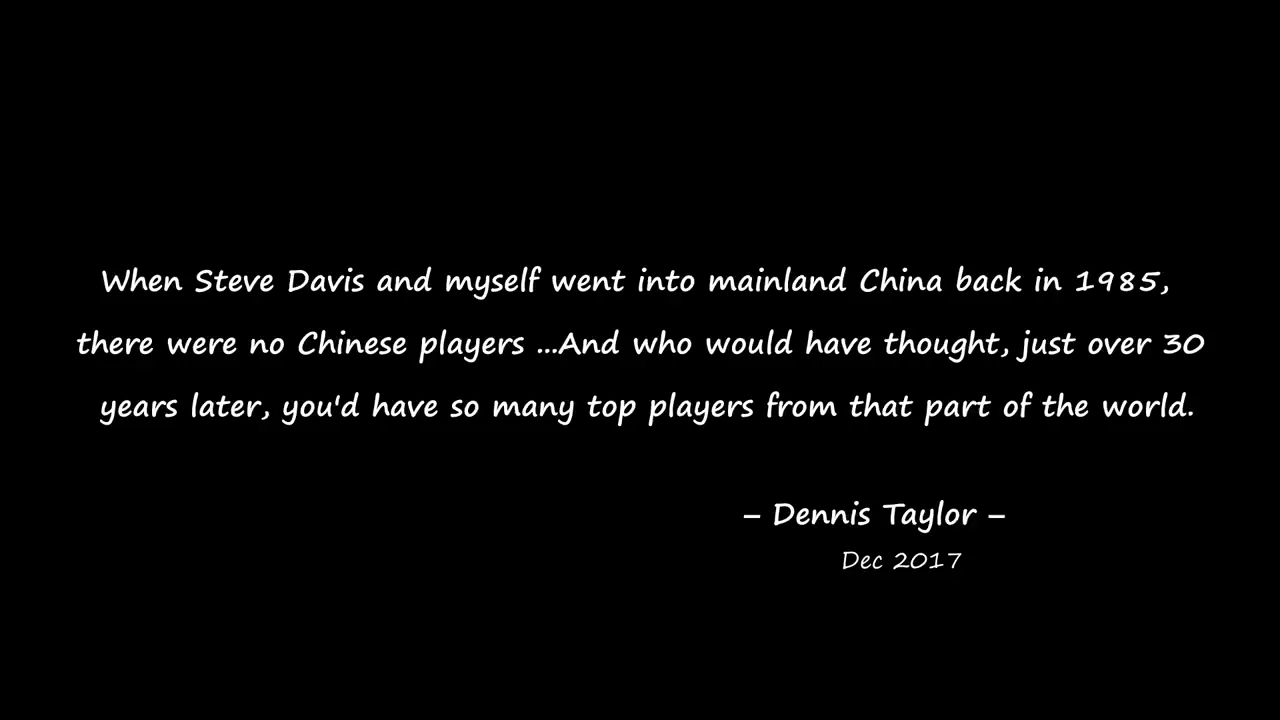 When Steve Davis and myself went into mainland China back in 1985,
there were no Chinese players ...And who would have thought, just over 30
years later, you'd have so many top players from that part of the world.
– Dennis Taylor –
Dec 2017